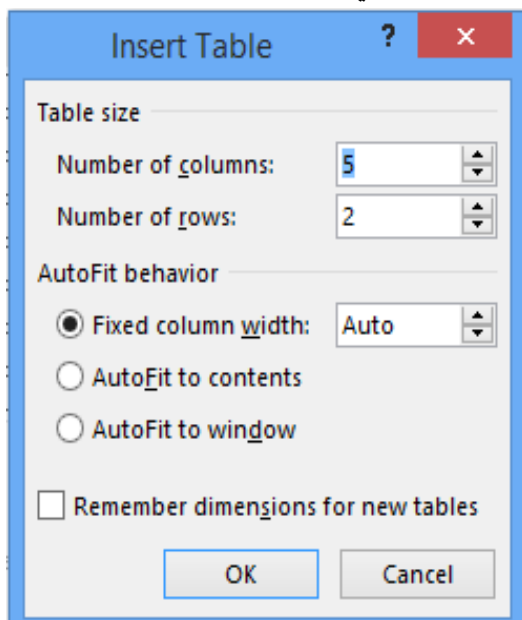 Insert Table ?
Table size
Number of columns: 5
Number of rows: 2
AutoFit behavior
Fixed column width: Auto
AutoFit to contents
AutoFit to window
Remember dimensions for new tables
OK Cancel